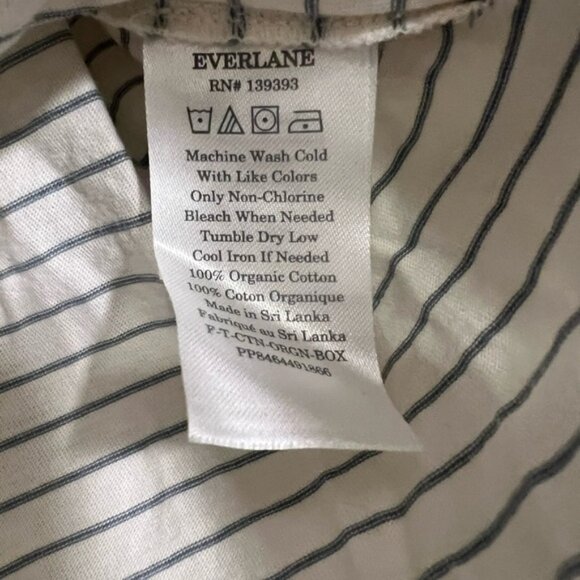 EVERLANE
RN# 139393
Machine Wash Cold
With Like Colors
Only Non-Chlorine
Bleach When Needed
Tumble Dry Low
Cool Iron If Needed
100% Organic Cotton
100% Coton Organique
Made in Sri Lanka
Fabriqué au Sri Lanka
F-T-CTN-ORGN-BOX
PP8464491866